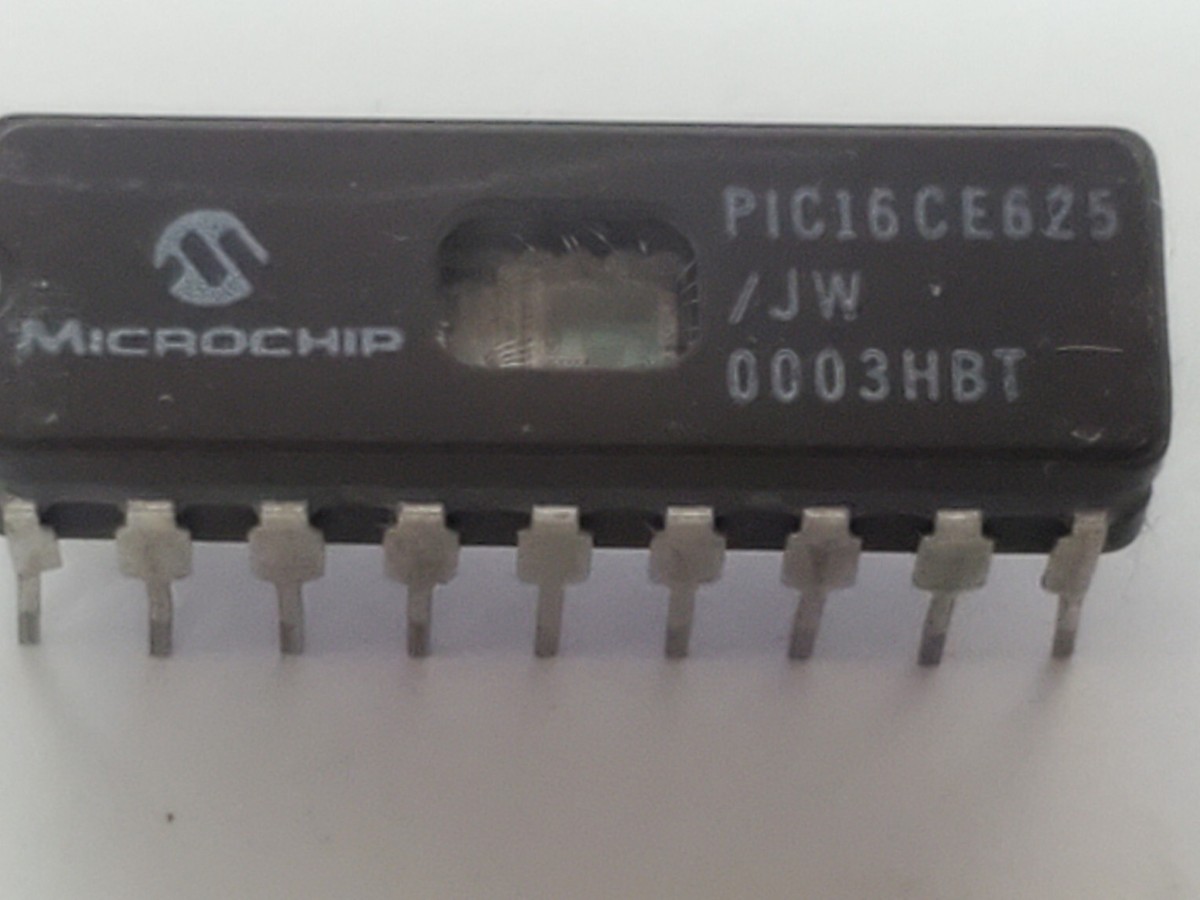 MICROCHIP
PIC16CE625
/JW
0003HBT